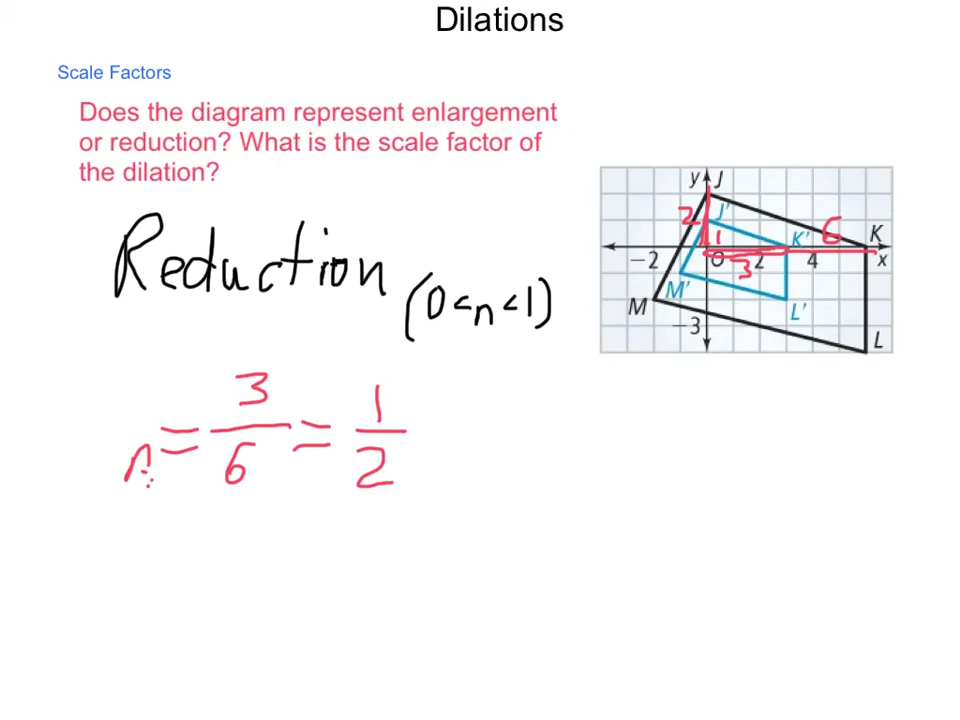 Dilations
Scale Factors
Does the diagram represent enlargement
or reduction? What is the scale factor of
the dilation?
Reduction (0<n<1)
n = 3/6 = 1/2
y J
2 J'
1 K' 6 K
−2 O 3 2 4 x
M M' L'
−3 L